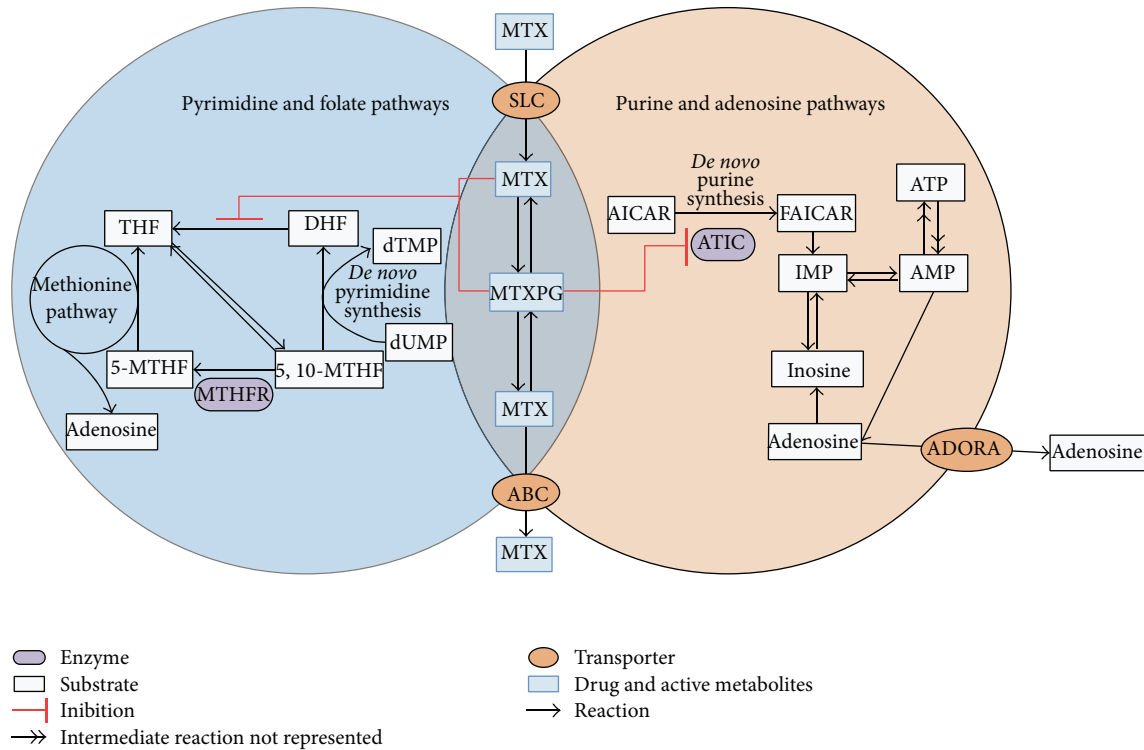 MTX
SLC
Pyrimidine and folate pathways
Purine and adenosine pathways
MTX
De novo
purine
synthesis
ATP
AICAR
FAICAR
THF
DHF
dTMP
ATIC
De novo
pyrimidine
synthesis
IMP
AMP
Methionine
pathway
MTXPG
dUMP
5-MTHF
5, 10-MTHF
Inosine
MTHFR
MTX
Adenosine
Adenosine
ADORA
Adenosine
ABC
MTX
Enzyme
Substrate
Inibition
Intermediate reaction not represented
Transporter
Drug and active metabolites
Reaction